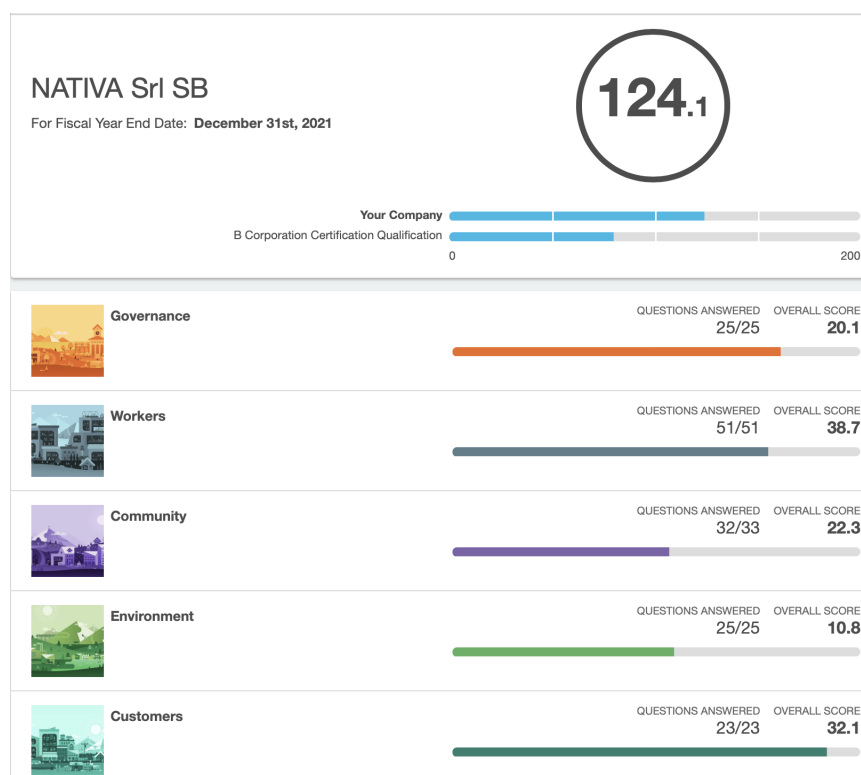 NATIVA Srl SB
For Fiscal Year End Date: December 31st, 2021
124.1
Your Company
B Corporation Certification Qualification
0 200
Governance
QUESTIONS ANSWERED OVERALL SCORE
25/25 20.1
Workers
QUESTIONS ANSWERED OVERALL SCORE
51/51 38.7
Community
QUESTIONS ANSWERED OVERALL SCORE
32/33 22.3
Environment
QUESTIONS ANSWERED OVERALL SCORE
25/25 10.8
Customers
QUESTIONS ANSWERED OVERALL SCORE
23/23 32.1